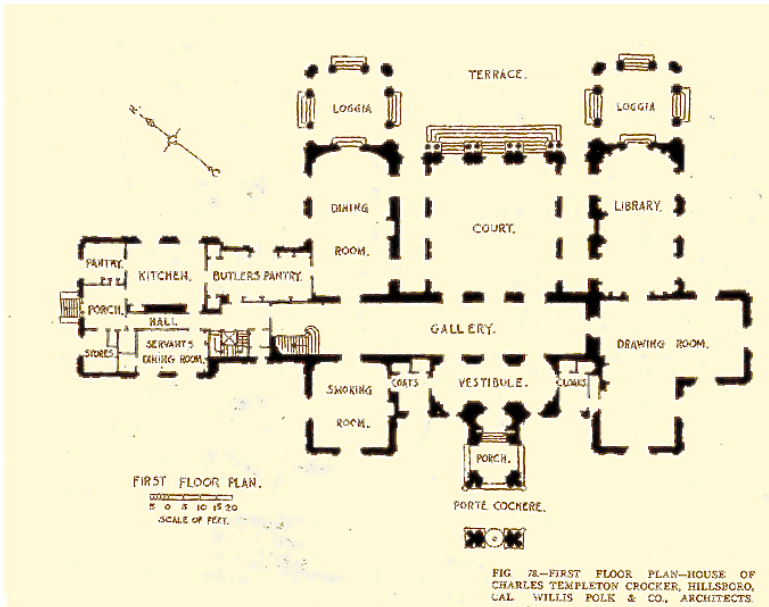 TERRACE.
LOGGIA
LOGGIA
DINING
ROOM.
COURT.
LIBRARY.
PANTRY.
KITCHEN.
BUTLERS PANTRY.
PORCH.
HALL
GALLERY.
STORES
SERVANTS
DINING ROOM.
DRAWING ROOM.
SMOKING
ROOM.
COATS
VESTIBULE.
CLOAKS
PORCH.
PORTE COCHERE.
FIRST FLOOR PLAN.
5 0 5 10 15 20
SCALE OF FEET.
FIG. 78.—FIRST FLOOR PLAN—HOUSE OF
CHARLES TEMPLETON CROCKER, HILLSBORO,
CAL. WILLIS POLK & CO., ARCHITECTS.